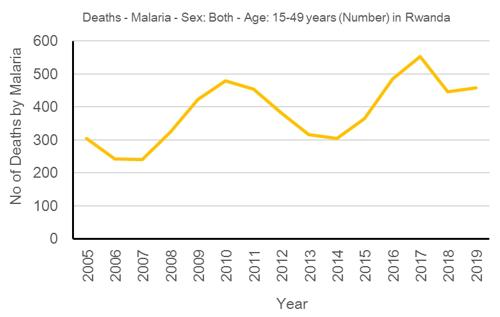 Deaths - Malaria - Sex: Both - Age: 15-49 years (Number) in Rwanda
No of Deaths by Malaria
600
500
400
300
200
100
0
2005 2006 2007 2008 2009 2010 2011 2012 2013 2014 2015 2016 2017 2018 2019
Year